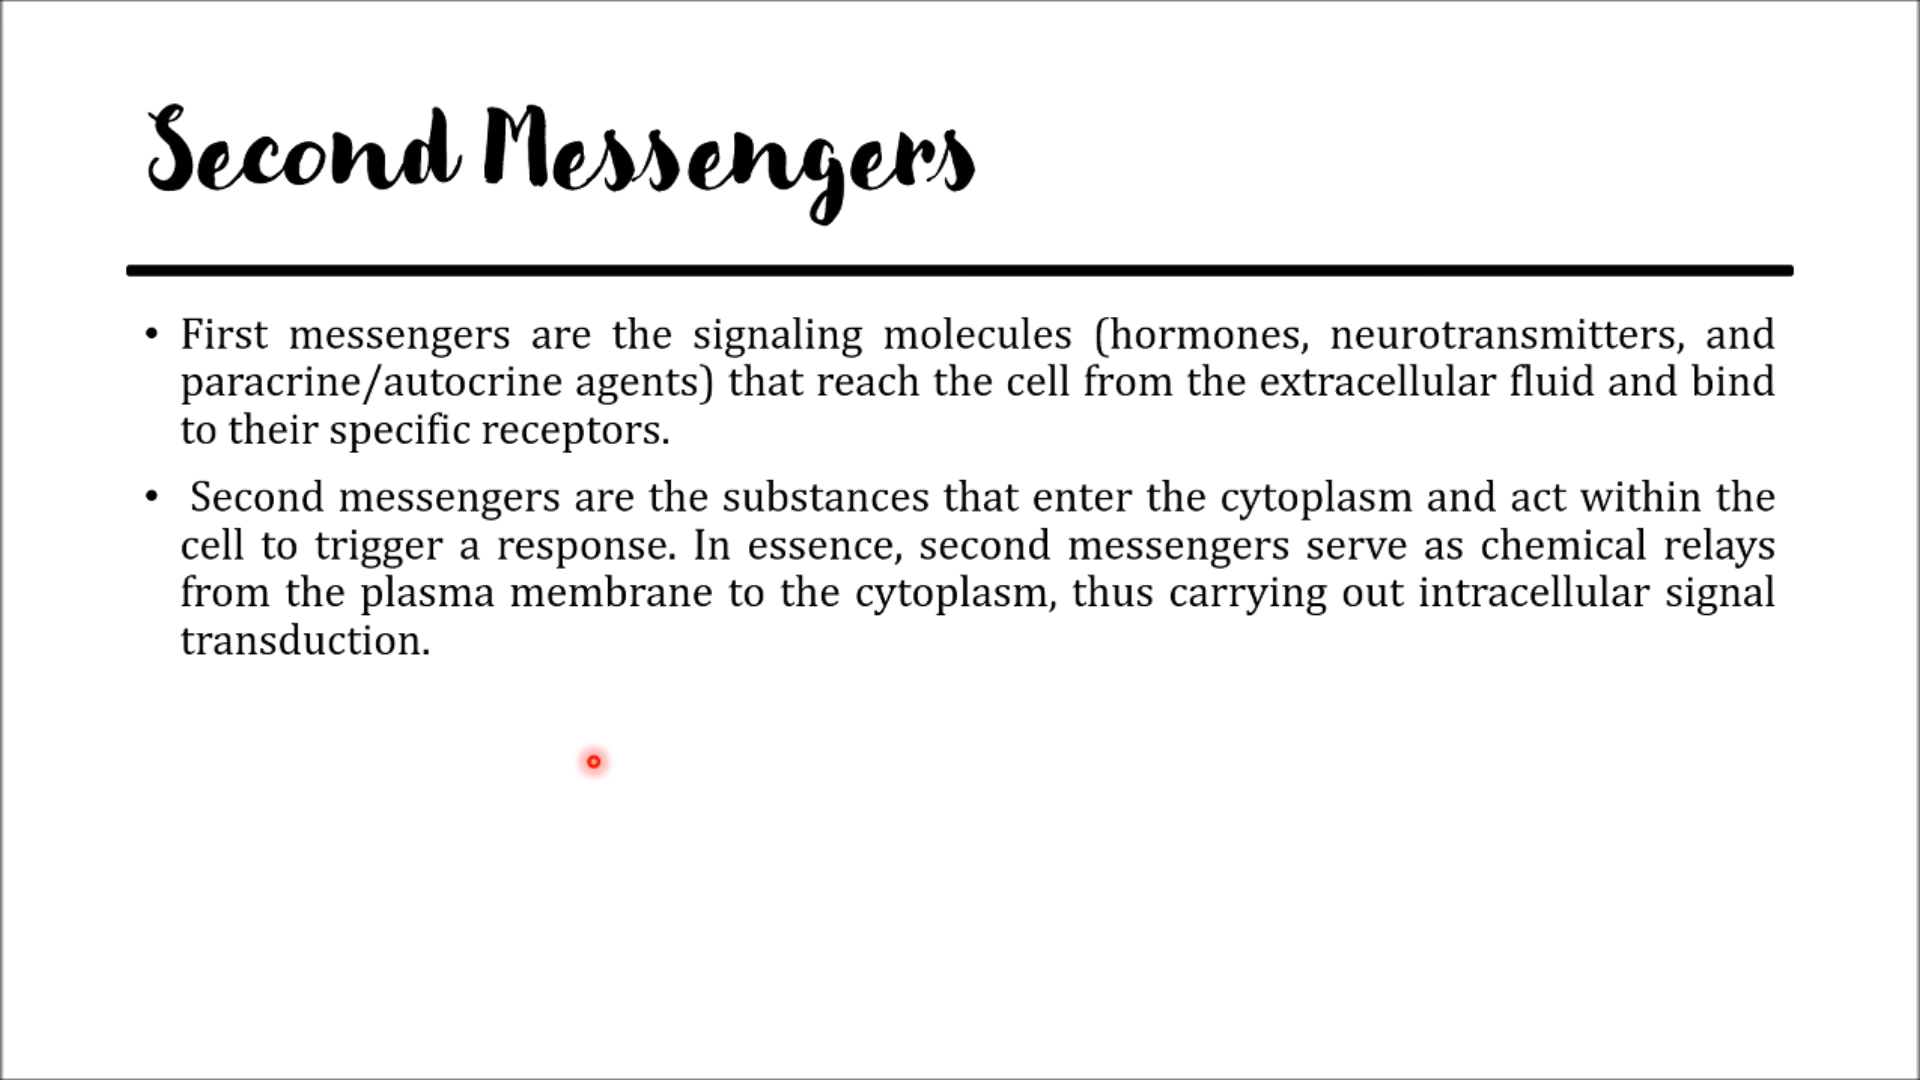 Second Messengers
• First messengers are the signaling molecules (hormones, neurotransmitters, and
paracrine/autocrine agents) that reach the cell from the extracellular fluid and bind
to their specific receptors.
• Second messengers are the substances that enter the cytoplasm and act within the
cell to trigger a response. In essence, second messengers serve as chemical relays
from the plasma membrane to the cytoplasm, thus carrying out intracellular signal
transduction.